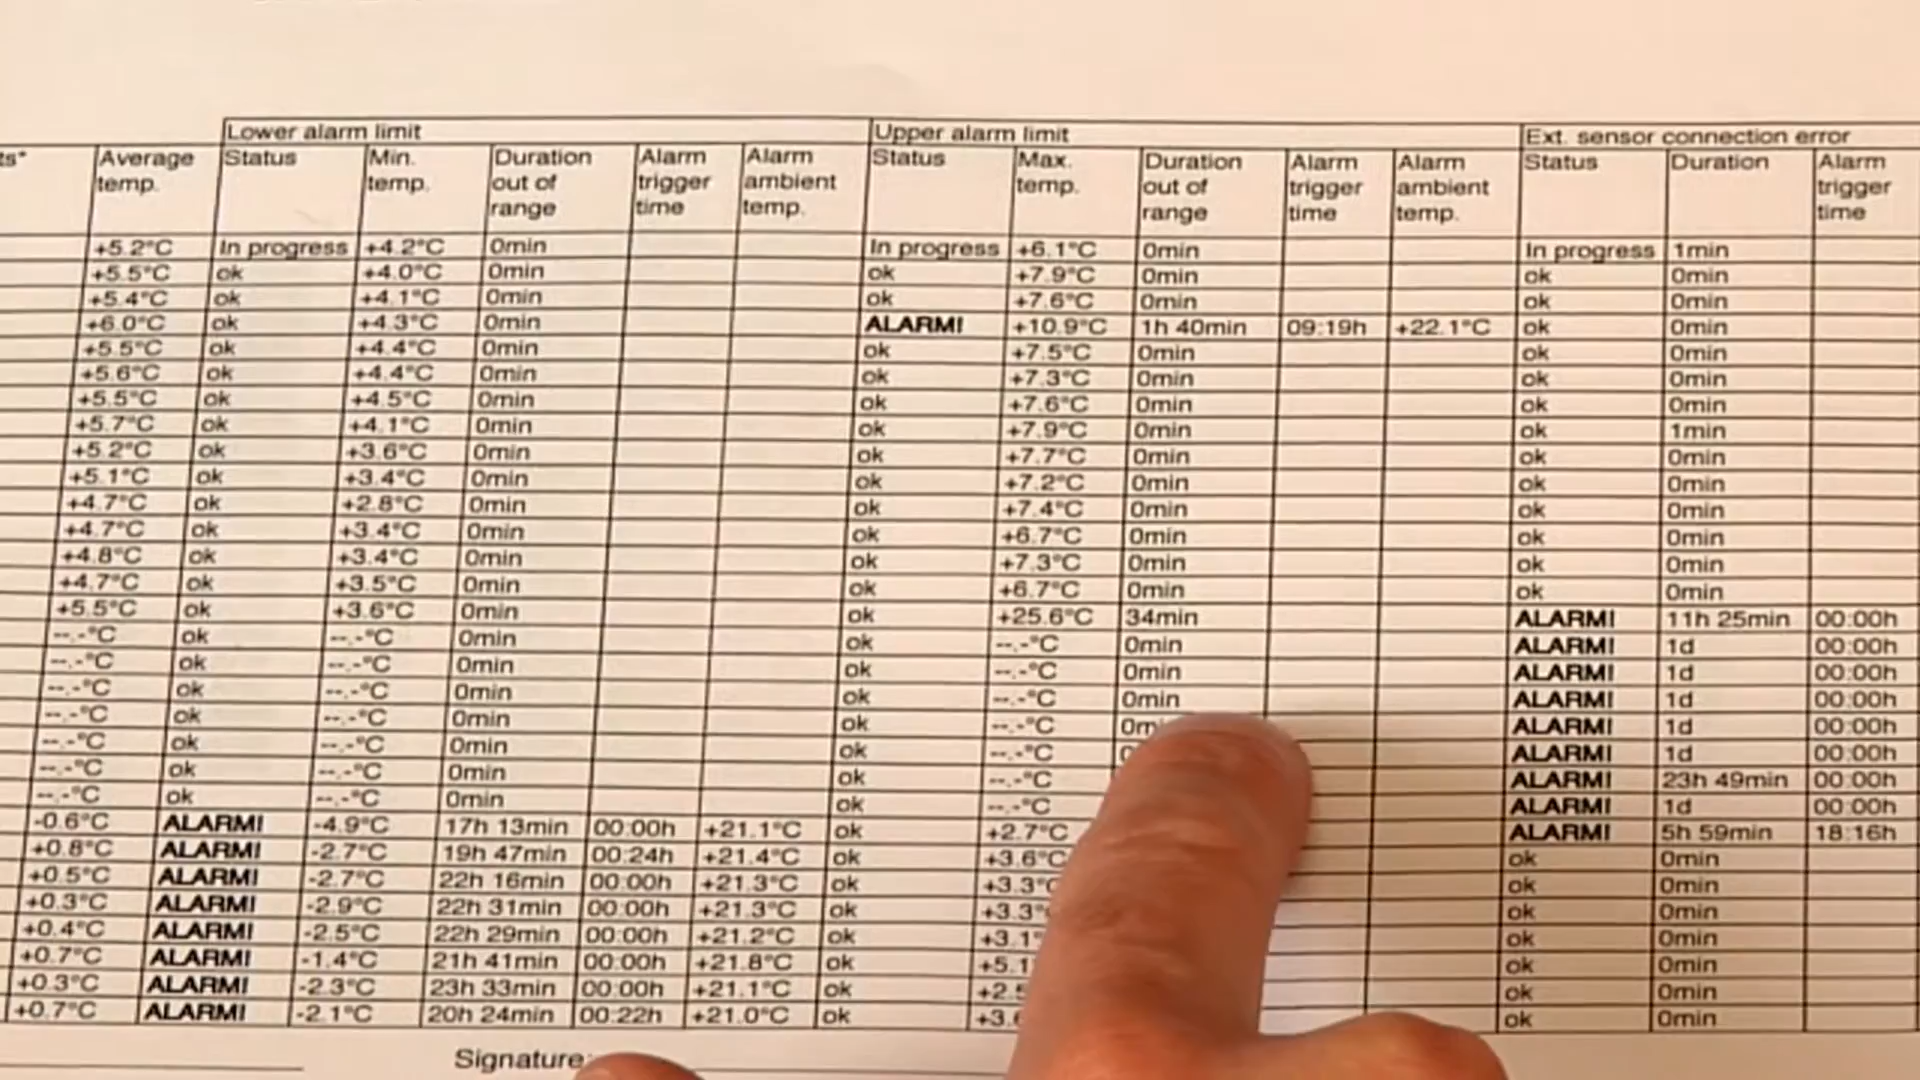 Lower alarm limit Upper alarm limit Ext. sensor connection error
ts* Average temp. Status Min. temp. Duration out of range Alarm trigger time Alarm ambient temp. Status Max. temp. Duration out of range Alarm trigger time Alarm ambient temp. Status Duration Alarm trigger time
+5.2°C In progress +4.2°C 0min In progress +6.1°C 0min In progress 1min
+5.5°C ok +4.0°C 0min ok +7.9°C 0min ok 0min
+5.4°C ok +4.1°C 0min ok +7.6°C 0min ok 0min
+6.0°C ok +4.3°C 0min ALARM! +10.9°C 1h 40min 09:19h +22.1°C ok 0min
+5.5°C ok +4.4°C 0min ok +7.5°C 0min ok 0min
+5.6°C ok +4.4°C 0min ok +7.3°C 0min ok 0min
+5.5°C ok +4.5°C 0min ok +7.6°C 0min ok 0min
+5.7°C ok +4.1°C 0min ok +7.9°C 0min ok 1min
+5.2°C ok +3.6°C 0min ok +7.7°C 0min ok 0min
+5.1°C ok +3.4°C 0min ok +7.2°C 0min ok 0min
+4.7°C ok +2.8°C 0min ok +7.4°C 0min ok 0min
+4.7°C ok +3.4°C 0min ok +6.7°C 0min ok 0min
+4.8°C ok +3.4°C 0min ok +7.3°C 0min ok 0min
+4.7°C ok +3.5°C 0min ok +6.7°C 0min ok 0min
+5.5°C ok +3.6°C 0min ok +25.6°C 34min ALARM! 11h 25min 00:00h
--.-°C ok --.-°C 0min ok --.-°C 0min ALARM! 1d 00:00h
--.-°C ok --.-°C 0min ok --.-°C 0min ALARM! 1d 00:00h
--.-°C ok --.-°C 0min ok --.-°C 0min ALARM! 1d 00:00h
--.-°C ok --.-°C 0min ok --.-°C ALARM! 1d 00:00h
--.-°C ok --.-°C 0min ok --.-°C ALARM! 1d 00:00h
--.-°C ok --.-°C 0min ok --.-°C ALARM! 23h 49min 00:00h
--.-°C ok --.-°C 0min ok --.-°C ALARM! 1d 00:00h
-0.6°C ALARM! -4.9°C 17h 13min 00:00h +21.1°C ok +2.7°C ALARM! 5h 59min 18:16h
+0.8°C ALARM! -2.7°C 19h 47min 00:24h +21.4°C ok +3.6°C ok 0min
+0.5°C ALARM! -2.7°C 22h 16min 00:00h +21.3°C ok +3.3°C ok 0min
+0.3°C ALARM! -2.9°C 22h 31min 00:00h +21.3°C ok +3.3° ok 0min
+0.4°C ALARM! -2.5°C 22h 29min 00:00h +21.2°C ok +3.1 ok 0min
+0.7°C ALARM! -1.4°C 21h 41min 00:00h +21.8°C ok +5.1 ok 0min
+0.3°C ALARM! -2.3°C 23h 33min 00:00h +21.1°C ok ok 0min
+0.7°C ALARM! -2.1°C 20h 24min 00:22h +21.0°C ok ok 0min
Signature: